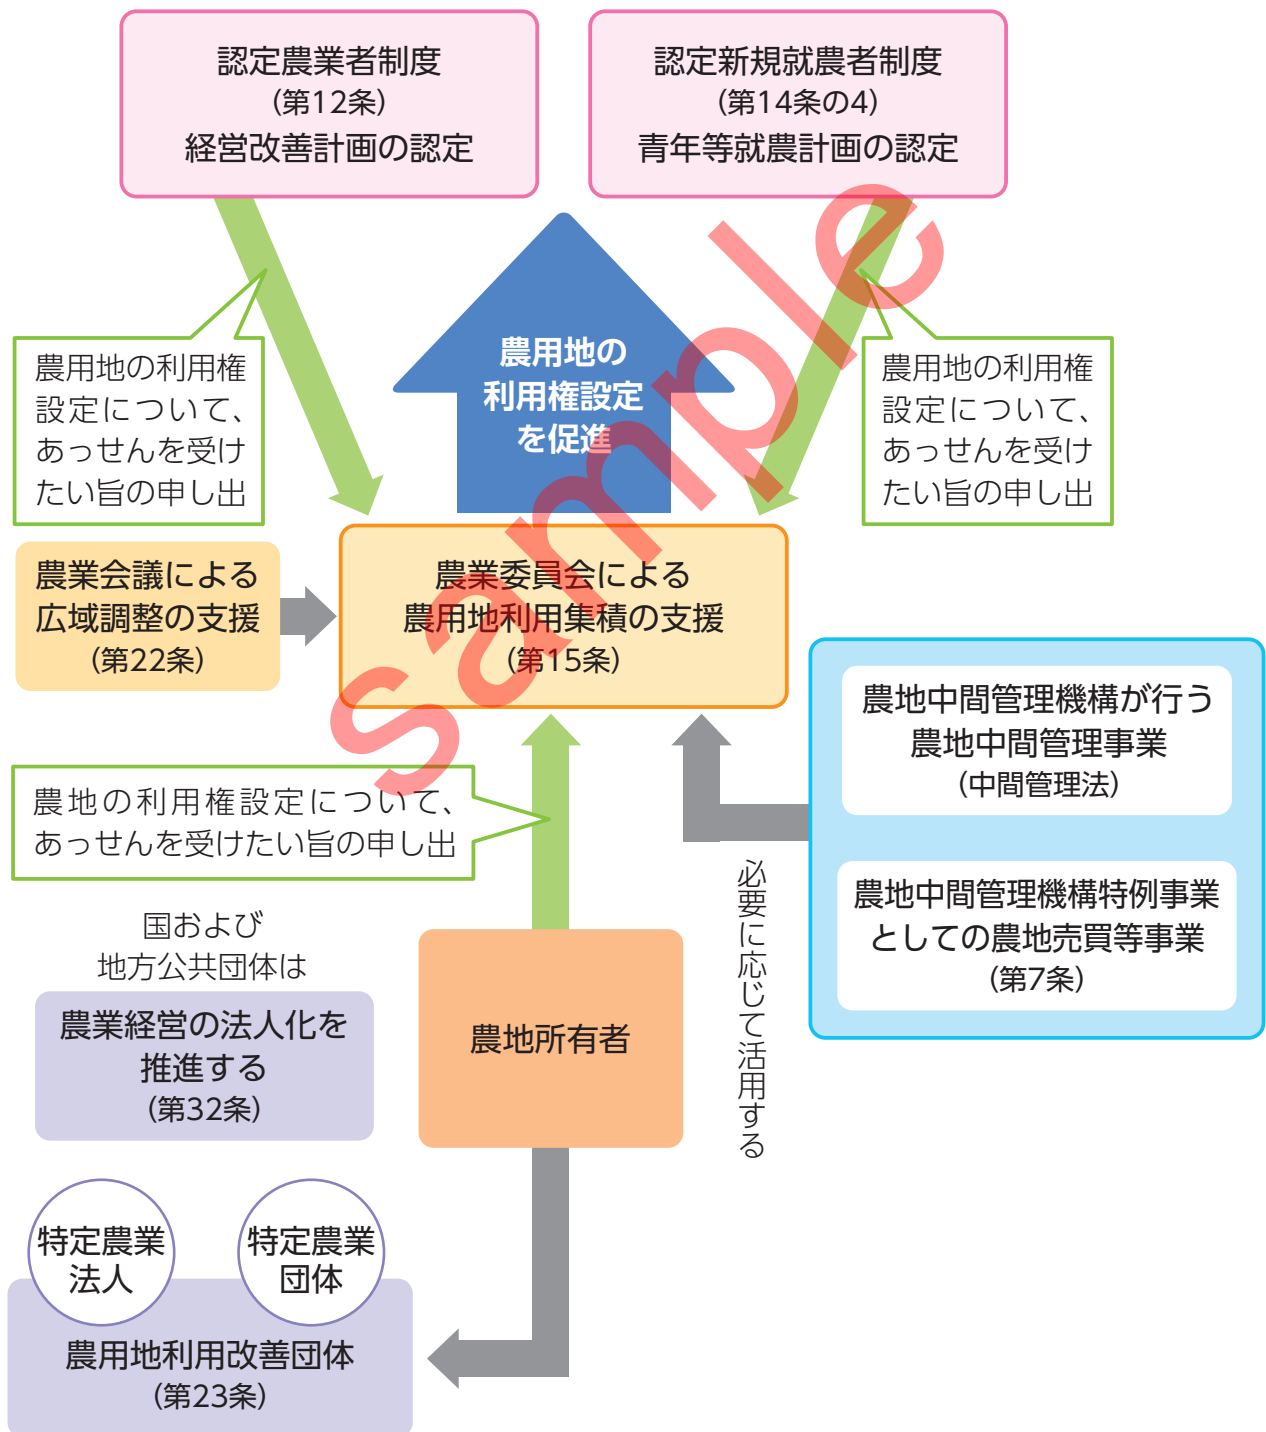 認定農業者制度
(第12条)
経営改善計画の認定
認定新規就農者制度
(第14条の4)
青年等就農計画の認定
農用地の利用権
設定について、
あっせんを受け
たい旨の申し出
農用地の
利用権設定
を促進
農用地の利用権
設定について、
あっせんを受け
たい旨の申し出
農業会議による
広域調整の支援
(第22条)
農業委員会による
農用地利用集積の支援
(第15条)
農地中間管理機構が行う
農地中間管理事業
(中間管理法)
農地中間管理機構特例事業
としての農地売買等事業
(第7条)
農地の利用権設定について、
あっせんを受けたい旨の申し出
必要に応じて活用する
国および
地方公共団体は
農業経営の法人化を
推進する
(第32条)
農地所有者
特定農業
法人
特定農業
団体
農用地利用改善団体
(第23条)
sample